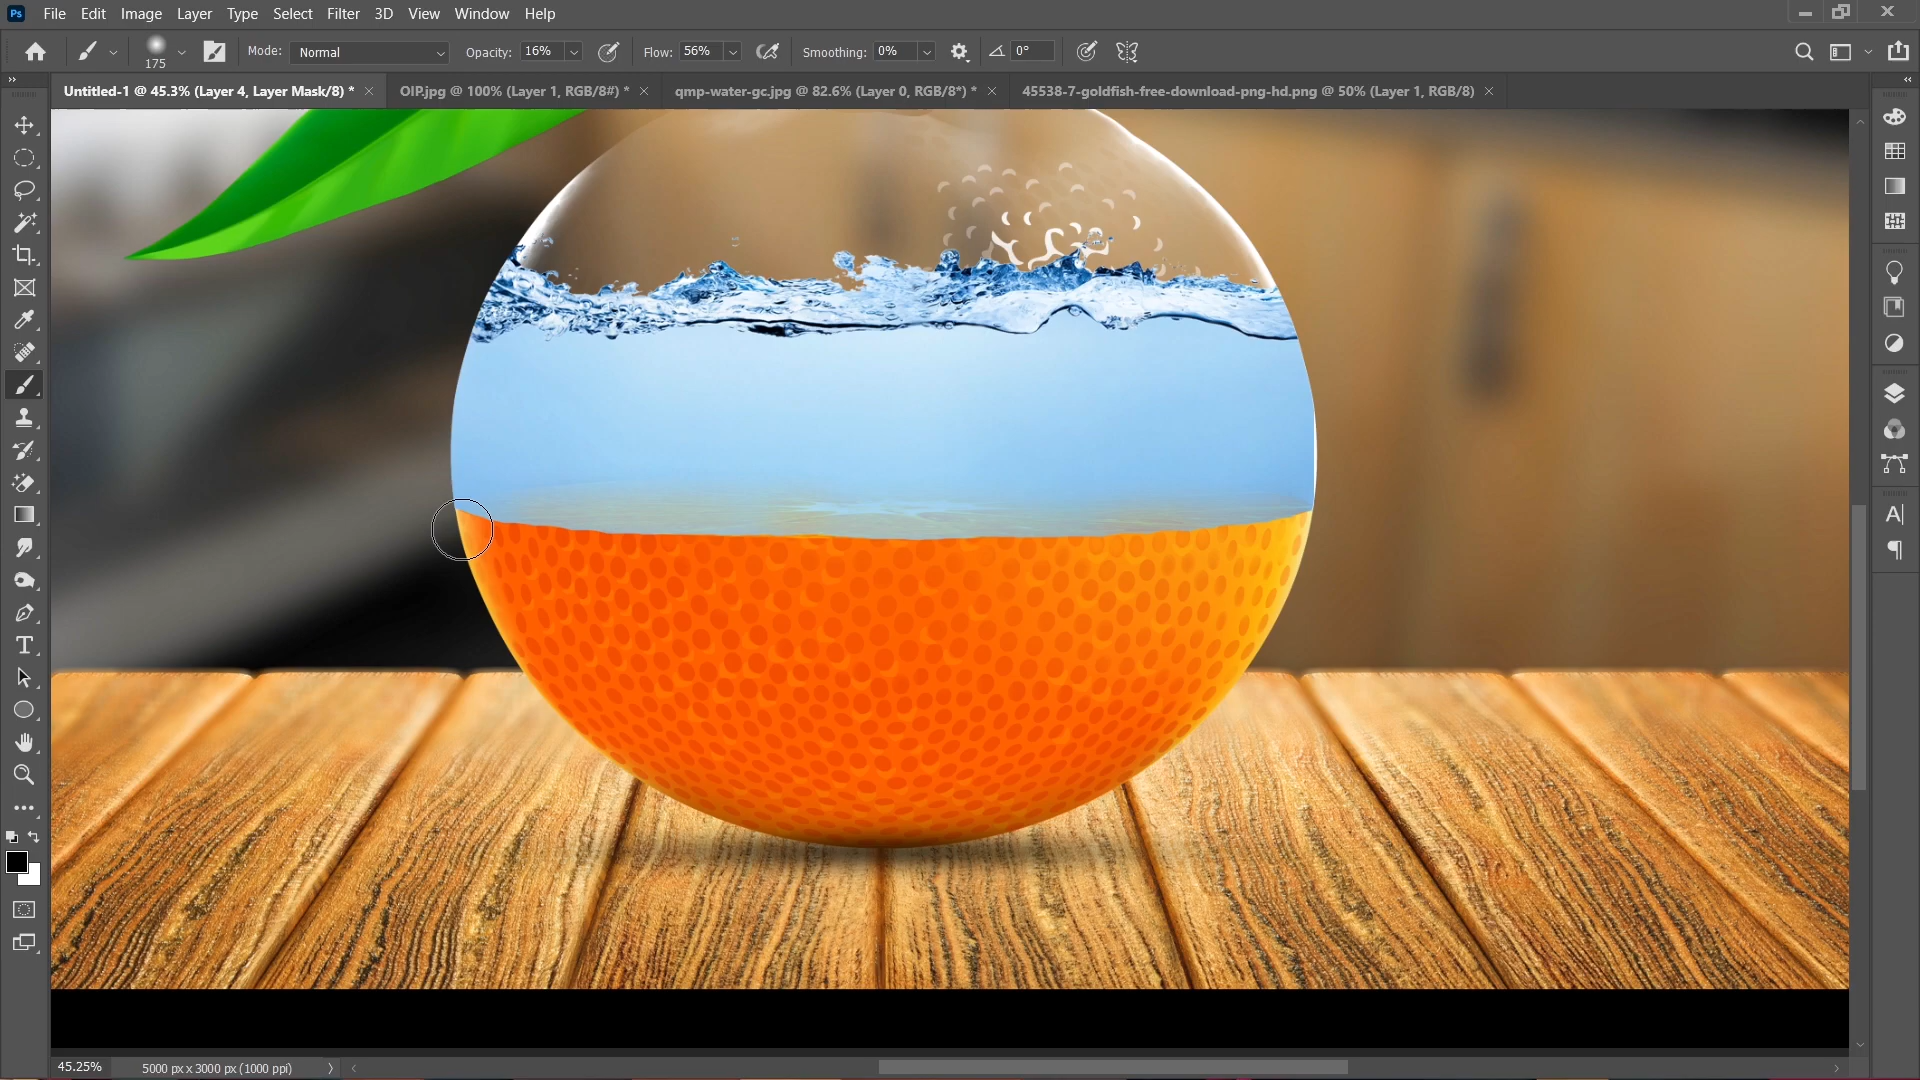 Ps File Edit Image Layer Type Select Filter 3D View Window Help
175 Mode: Normal Opacity: 16% Flow: 56% Smoothing: 0% 0°
Untitled-1 @ 45.3% (Layer 4, Layer Mask/8) * OIP.jpg @ 100% (Layer 1, RGB/8#) * qmp-water-gc.jpg @ 82.6% (Layer 0, RGB/8*) * 45538-7-goldfish-free-download-png-hd.png @ 50% (Layer 1, RGB/8)
45.25% 5000 px x 3000 px (1000 ppi)